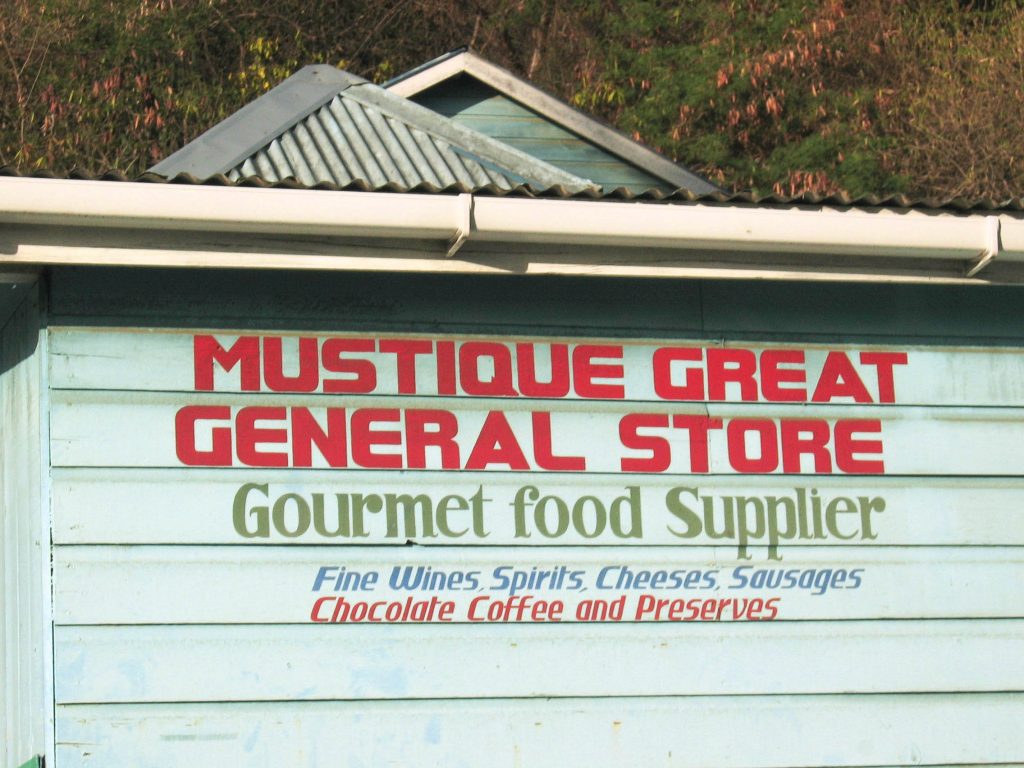 MUSTIQUE GREAT
GENERAL STORE
Gourmet food Supplier
Fine Wines, Spirits, Cheeses, Sausages
Chocolate Coffee and Preserves